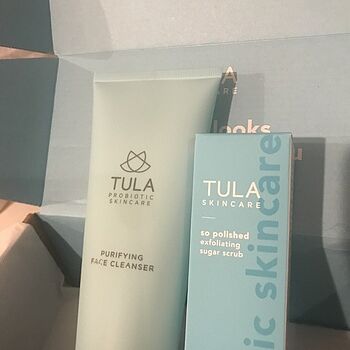 TULA
PROBIOTIC
SKINCARE
PURIFYING
FACE CLEANSER
TULA
SKINCARE
so polished
exfoliating
sugar scrub
ic skincare
looks
u